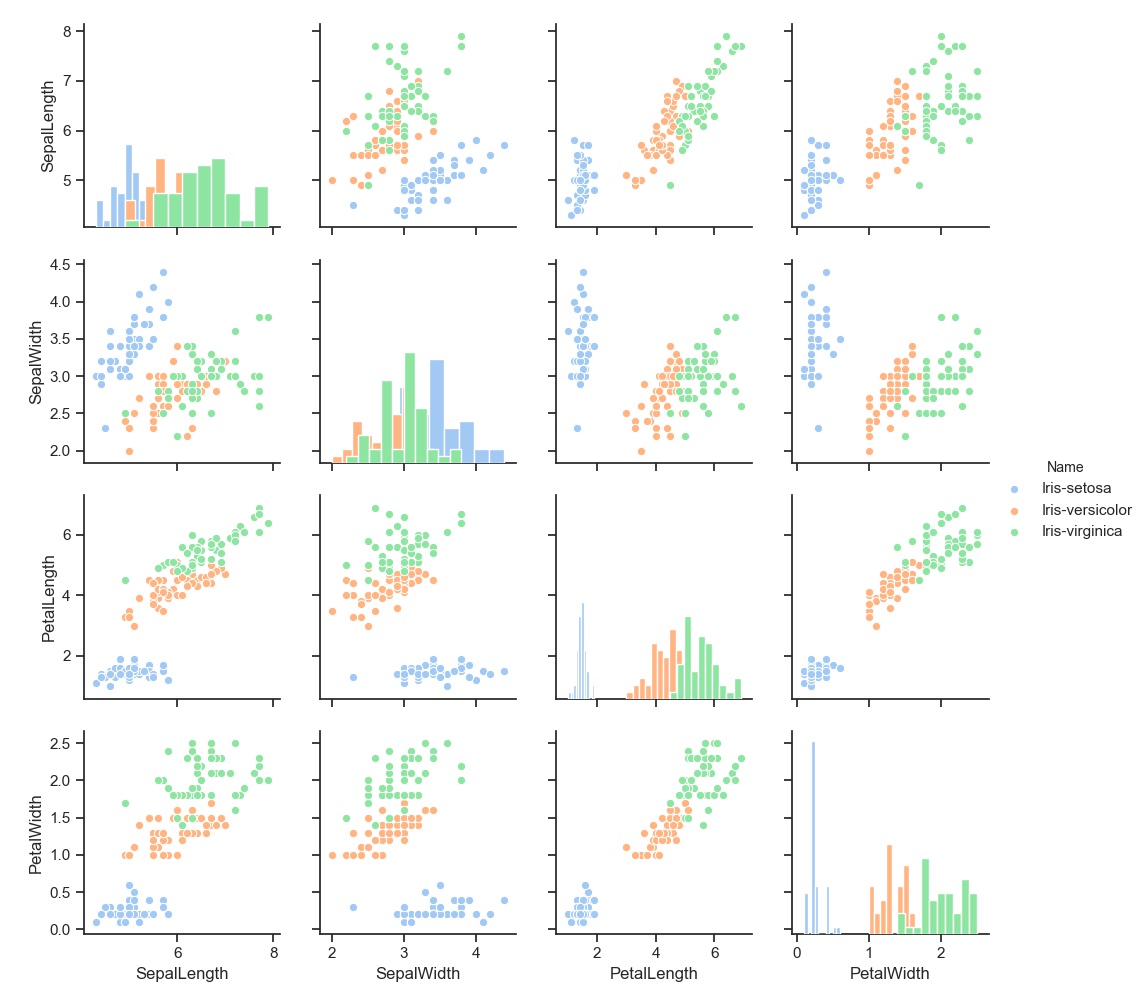 SepalLength
8
7
6
5
SepalWidth
4.5
4.0
3.5
3.0
2.5
2.0
Name
Iris-setosa
Iris-versicolor
Iris-virginica
PetalLength
6
4
2
PetalWidth
2.5
2.0
1.5
1.0
0.5
0.0
6 8 2 3 4 2 4 6 0 1 2
SepalLength SepalWidth PetalLength PetalWidth